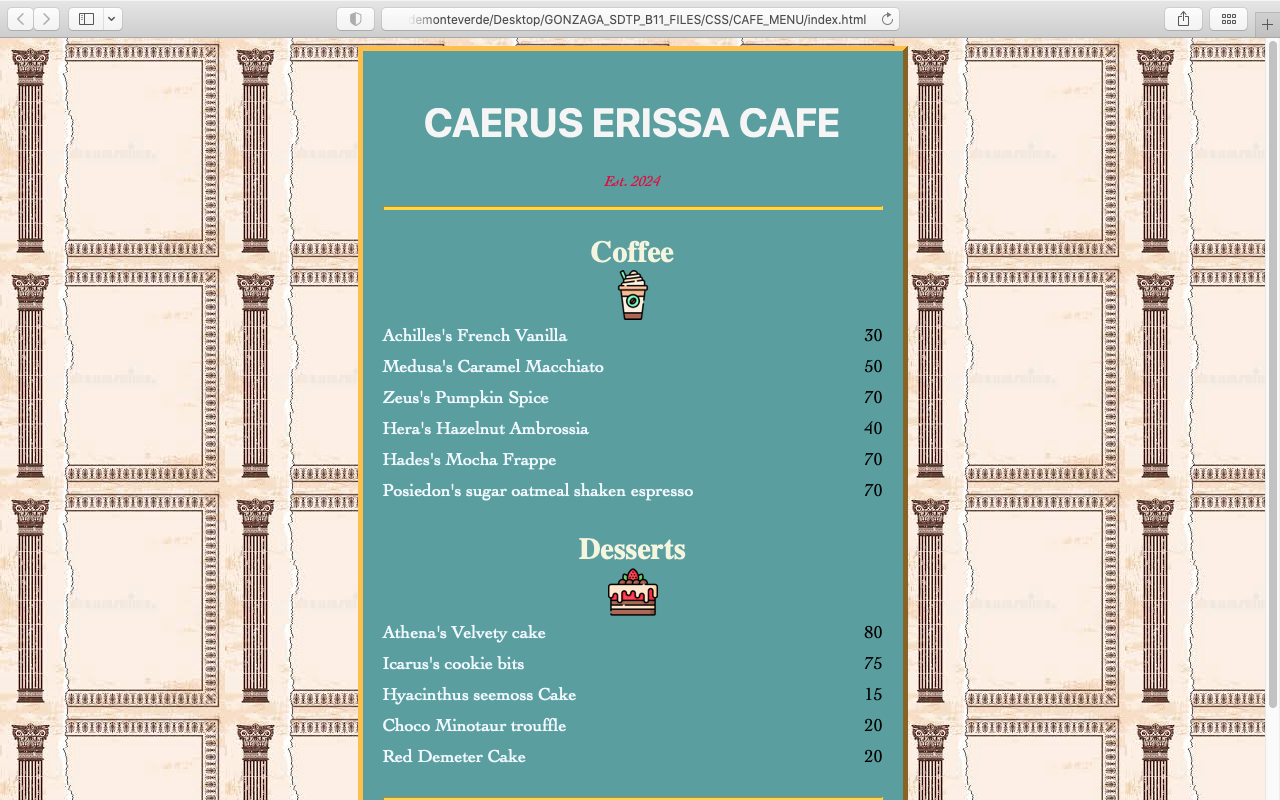 demonteverde/Desktop/GONZAGA_SDTP_B11_FILES/CSS/CAFE_MENU/index.html
CAERUS ERISSA CAFE
Est. 2024
Coffee
Achilles's French Vanilla 30
Medusa's Caramel Macchiato 50
Zeus's Pumpkin Spice 70
Hera's Hazelnut Ambrossia 40
Hades's Mocha Frappe 70
Posiedon's sugar oatmeal shaken espresso 70
Desserts
Athena's Velvety cake 80
Icarus's cookie bits 75
Hyacinthus seemoss Cake 15
Choco Minotaur trouffle 20
Red Demeter Cake 20